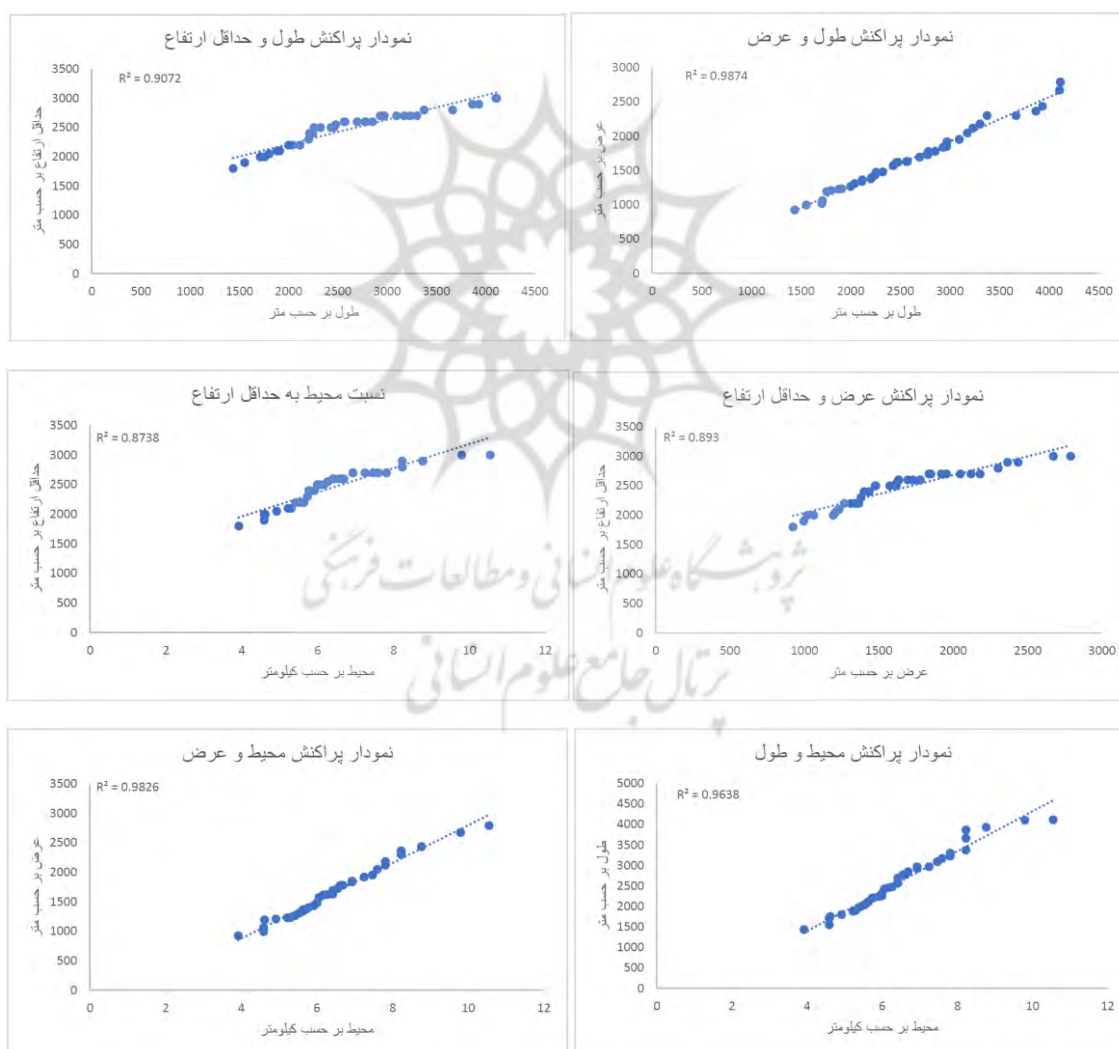 نمودار پراکنش طول و عرض
R² = 0.9874
3000
2500
2000
1500
1000
500
0
عرض بر حسب متر
0 500 1000 1500 2000 2500 3000 3500 4000 4500
طول بر حسب متر
نمودار پراکنش طول و حداقل ارتفاع
R² = 0.9072
3500
3000
2500
2000
1500
1000
500
0
حداقل ارتفاع بر حسب متر
0 500 1000 1500 2000 2500 3000 3500 4000 4500
طول بر حسب متر
نمودار پراکنش عرض و حداقل ارتفاع
R² = 0.893
3500
3000
2500
2000
1500
1000
500
0
حداقل ارتفاع بر حسب متر
0 500 1000 1500 2000 2500 3000
عرض بر حسب متر
نسبت محیط به حداقل ارتفاع
R² = 0.8738
3500
3000
2500
2000
1500
1000
500
0
حداقل ارتفاع بر حسب متر
0 2 4 6 8 10 12
محیط بر حسب کیلومتر
پژوهشگاه علوم انسانی و مطالعات فرهنگی
پرتال جامع علوم انسانی
نمودار پراکنش محیط و طول
R² = 0.9638
5000
4500
4000
3500
3000
2500
2000
1500
1000
500
0
طول بر حسب متر
0 2 4 6 8 10 12
محیط بر حسب کیلومتر
نمودار پراکنش محیط و عرض
R² = 0.9826
3500
3000
2500
2000
1500
1000
500
0
عرض بر حسب متر
0 2 4 6 8 10 12
محیط بر حسب کیلومتر